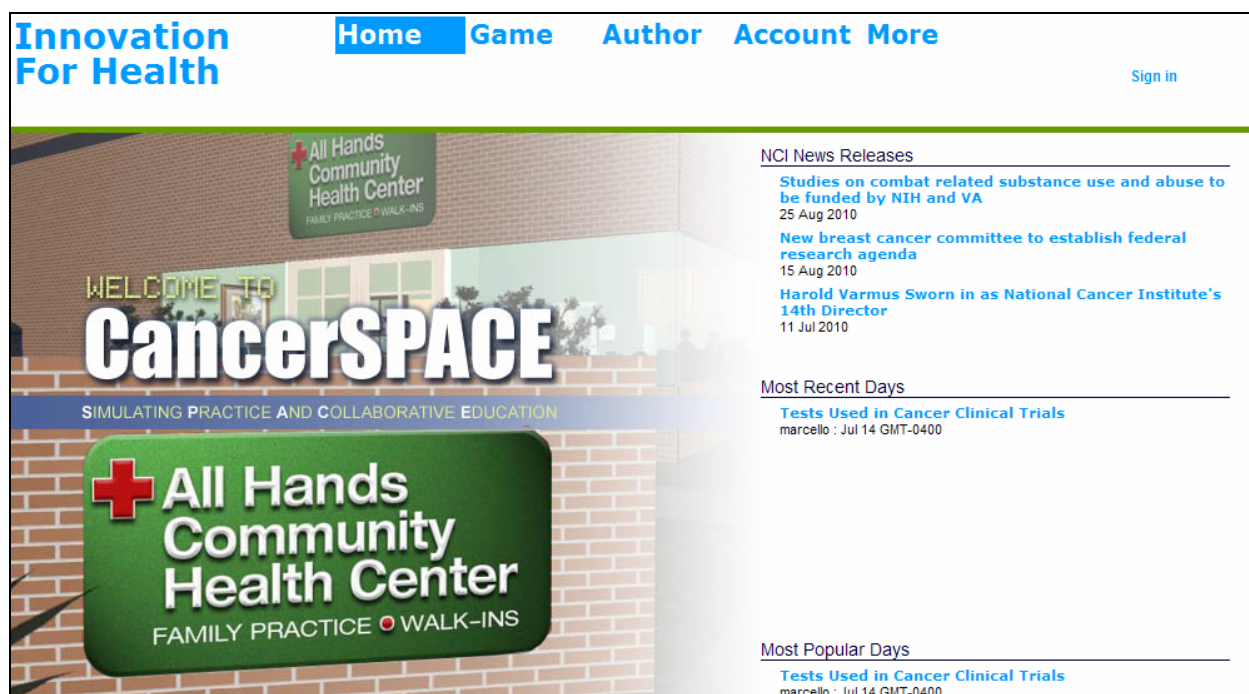 Innovation
For Health
Home Game Author Account More
Sign in
All Hands
Community
Health Center
FAMILY PRACTICE WALK-INS
WELCOME TO
CancerSPACE
SIMULATING PRACTICE AND COLLABORATIVE EDUCATION
All Hands
Community
Health Center
FAMILY PRACTICE WALK-INS
NCI News Releases
Studies on combat related substance use and abuse to
be funded by NIH and VA
25 Aug 2010
New breast cancer committee to establish federal
research agenda
15 Aug 2010
Harold Varmus Sworn in as National Cancer Institute's
14th Director
11 Jul 2010
Most Recent Days
Tests Used in Cancer Clinical Trials
marcello : Jul 14 GMT-0400
Most Popular Days
Tests Used in Cancer Clinical Trials
marcello : Jul 14 GMT-0400